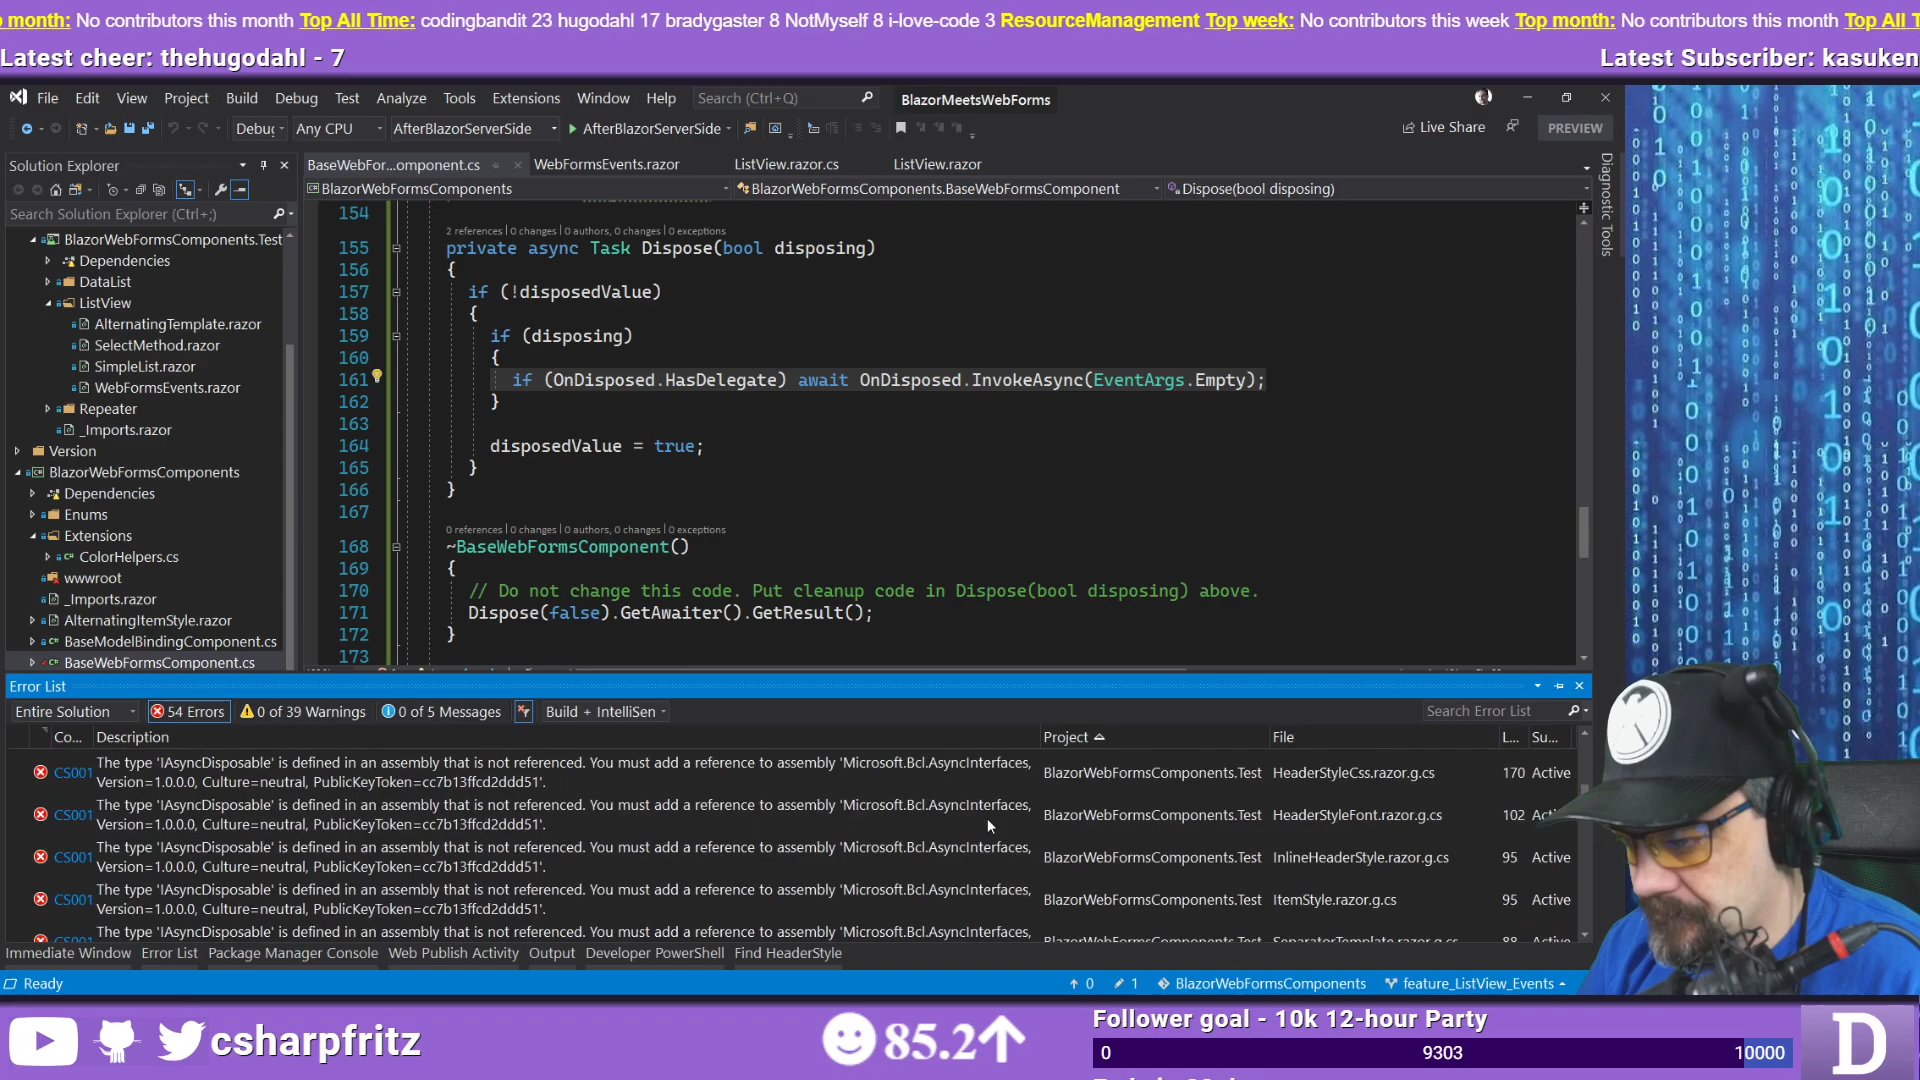 month: No contributors this month Top All Time: codingbandit 23 hugodahl 17 bradygaster 8 NotMyself 8 i-love-code 3 ResourceManagement Top week: No contributors this week Top month: No contributors this month Top All
Latest cheer: thehugodahl - 7
Latest Subscriber: kasuken
File Edit View Project Build Debug Test Analyze Tools Extensions Window Help Search (Ctrl+Q) BlazorMeetsWebForms
Any CPU AfterBlazorServerSide AfterBlazorServerSide Live Share PREVIEW
Solution Explorer
BaseWebFor...omponent.cs WebFormsEvents.razor ListView.razor.cs ListView.razor
BlazorWebFormsComponents BlazorWebFormsComponents.BaseWebFormsComponent Dispose(bool disposing)
Diagnostic Tools
Search Solution Explorer (Ctrl+;)
BlazorWebFormsComponents.Test
Dependencies
DataList
ListView
AlternatingTemplate.razor
SelectMethod.razor
SimpleList.razor
WebFormsEvents.razor
Repeater
_Imports.razor
Version
BlazorWebFormsComponents
Dependencies
Enums
Extensions
ColorHelpers.cs
wwwroot
_Imports.razor
AlternatingItemStyle.razor
BaseModelBindingComponent.cs
BaseWebFormsComponent.cs
154
2 references | 0 changes | 0 authors, 0 changes | 0 exceptions
155 private async Task Dispose(bool disposing)
156 {
157 if (!disposedValue)
158 {
159 if (disposing)
160 {
161 if (OnDisposed.HasDelegate) await OnDisposed.InvokeAsync(EventArgs.Empty);
162 }
163
164 disposedValue = true;
165 }
166 }
167
0 references | 0 changes | 0 authors, 0 changes | 0 exceptions
168 ~BaseWebFormsComponent()
169 {
170 // Do not change this code. Put cleanup code in Dispose(bool disposing) above.
171 Dispose(false).GetAwaiter().GetResult();
172 }
173
Error List
Entire Solution 54 Errors 0 of 39 Warnings 0 of 5 Messages Build + IntelliSen Search Error List
Co... Description Project File L... Su...
CS001 The type 'IAsyncDisposable' is defined in an assembly that is not referenced. You must add a reference to assembly 'Microsoft.Bcl.AsyncInterfaces, Version=1.0.0.0, Culture=neutral, PublicKeyToken=cc7b13ffcd2ddd51'. BlazorWebFormsComponents.Test HeaderStyleCss.razor.g.cs 170 Active
CS001 The type 'IAsyncDisposable' is defined in an assembly that is not referenced. You must add a reference to assembly 'Microsoft.Bcl.AsyncInterfaces, Version=1.0.0.0, Culture=neutral, PublicKeyToken=cc7b13ffcd2ddd51'. BlazorWebFormsComponents.Test HeaderStyleFont.razor.g.cs 102
CS001 The type 'IAsyncDisposable' is defined in an assembly that is not referenced. You must add a reference to assembly 'Microsoft.Bcl.AsyncInterfaces, Version=1.0.0.0, Culture=neutral, PublicKeyToken=cc7b13ffcd2ddd51'. BlazorWebFormsComponents.Test InlineHeaderStyle.razor.g.cs 95 Active
CS001 The type 'IAsyncDisposable' is defined in an assembly that is not referenced. You must add a reference to assembly 'Microsoft.Bcl.AsyncInterfaces, Version=1.0.0.0, Culture=neutral, PublicKeyToken=cc7b13ffcd2ddd51'. BlazorWebFormsComponents.Test ItemStyle.razor.g.cs 95 Active
The type 'IAsyncDisposable' is defined in an assembly that is not referenced. You must add a reference to assembly 'Microsoft.Bcl.AsyncInterfaces,
Immediate Window Error List Package Manager Console Web Publish Activity Output Developer PowerShell Find HeaderStyle
Ready 0 1 BlazorWebFormsComponents feature_ListView_Events
csharpfritz
85.2
Follower goal - 10k 12-hour Party
0 9303 10000
D